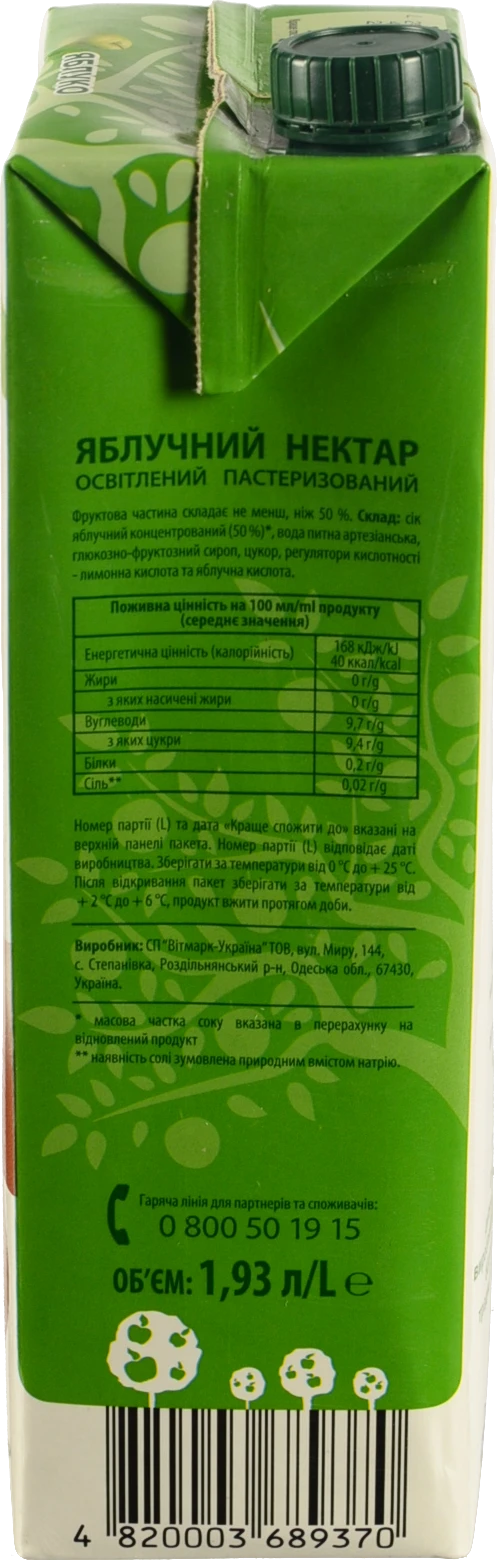 ЯБЛУКО
ЯБЛУЧНИЙ НЕКТАР
ОСВІТЛЕНИЙ ПАСТЕРИЗОВАНИЙ
Фруктова частина складає не менш, ніж 50 %. Склад: сік
яблучний концентрований (50 %)*, вода питна артезіанська,
глюкозно-фруктозний сироп, цукор, регулятори кислотності
- лимонна кислота та яблучна кислота.
Поживна цінність на 100 мл/ml продукту
(середнє значення)
Енергетична цінність (калорійність) 168 кДж/kJ
40 ккал/kcal
Жири 0 г/g
з яких насичені жири 0 г/g
Вуглеводи 9,7 г/g
з яких цукри 9,4 г/g
Білки 0,2 г/g
Сіль** 0,02 г/g
Номер партії (L) та дата «Краще спожити до» вказані на
верхній панелі пакета. Номер партії (L) відповідає даті
виробництва. Зберігати за температури від 0 °С до + 25 °С.
Після відкривання пакет зберігати за температури від
+ 2 °С до + 6 °С, продукт вжити протягом доби.
Виробник: СП "Вітмарк-Україна" ТОВ, вул. Миру, 144,
с. Степанівка, Роздільнянський р-н, Одеська обл., 67430,
Україна.
* масова частка соку вказана в перерахунку на
відновлений продукт
** наявність солі зумовлена природним вмістом натрію.
Гаряча лінія для партнерів та споживачів:
0 800 50 19 15
ОБ'ЄМ: 1,93 л/L ℮
4 820003 689370